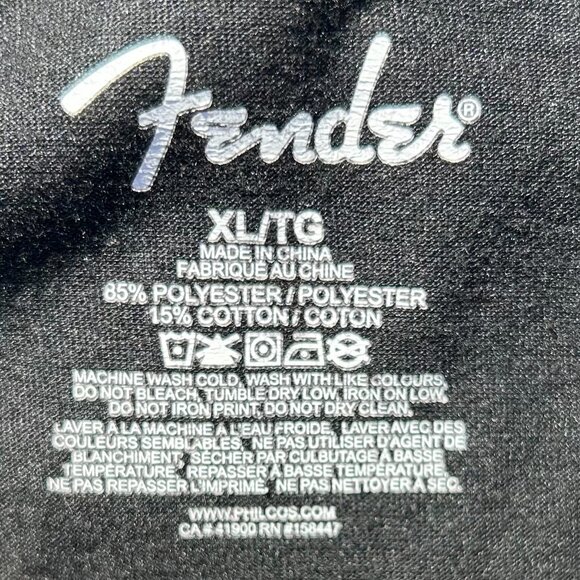 Fender®
XL/TG
MADE IN CHINA
FABRIQUE AU CHINE
85% POLYESTER / POLYESTER
15% COTTON / COTON
MACHINE WASH COLD, WASH WITH LIKE COLOURS,
DO NOT BLEACH, TUMBLE DRY LOW, IRON ON LOW,
DO NOT IRON PRINT, DO NOT DRY CLEAN.
LAVER A LA MACHINE A L'EAU FROIDE, LAVER AVEC DES
COULEURS SEMBLABLES, NE PAS UTILISER D'AGENT DE
BLANCHIMENT, SÉCHER PAR CULBUTAGE A BASSE
TEMPÉRATURE, REPASSER A BASSE TEMPÉRATURE,
NE PAS REPASSER L'IMPRIMÉ, NE PAS NETTOYER A SEC.
WWW.PHILCOS.COM
CA # 41900 RN #158447